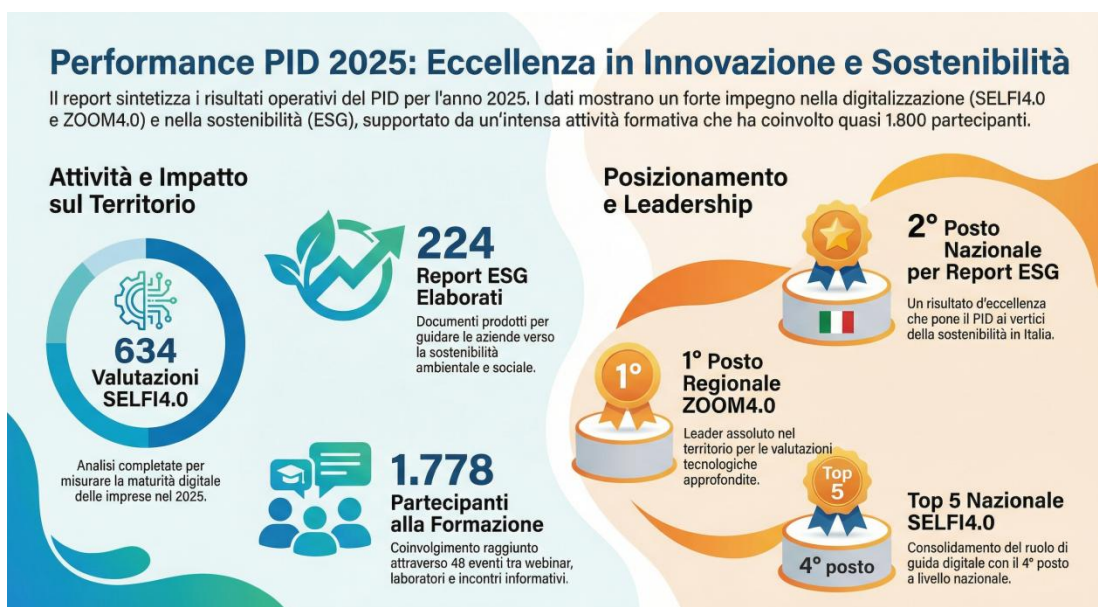 Performance PID 2025: Eccellenza in Innovazione e Sostenibilità
Il report sintetizza i risultati operativi del PID per l'anno 2025. I dati mostrano un forte impegno nella digitalizzazione (SELFI4.0
e ZOOM4.0) e nella sostenibilità (ESG), supportato da un'intensa attività formativa che ha coinvolto quasi 1.800 partecipanti.
Attività e Impatto
sul Territorio
634
Valutazioni
SELFI4.0
Analisi completate per
misurare la maturità digitale
delle imprese nel 2025.
224
Report ESG
Elaborati
Documenti prodotti per
guidare le aziende verso
la sostenibilità
ambientale e sociale.
1.778
Partecipanti
alla Formazione
Coinvolgimento raggiunto
attraverso 48 eventi tra webinar,
laboratori e incontri informativi.
Posizionamento
e Leadership
2° Posto
Nazionale
per Report ESG
Un risultato d'eccellenza
che pone il PID ai vertici
della sostenibilità in Italia.
1°
1° Posto
Regionale
ZOOM4.0
Leader assoluto nel
territorio per le valutazioni
tecnologiche
approfondite.
Top
5
4° posto
Top 5 Nazionale
SELFI4.0
Consolidamento del ruolo di
guida digitale con il 4° posto
a livello nazionale.